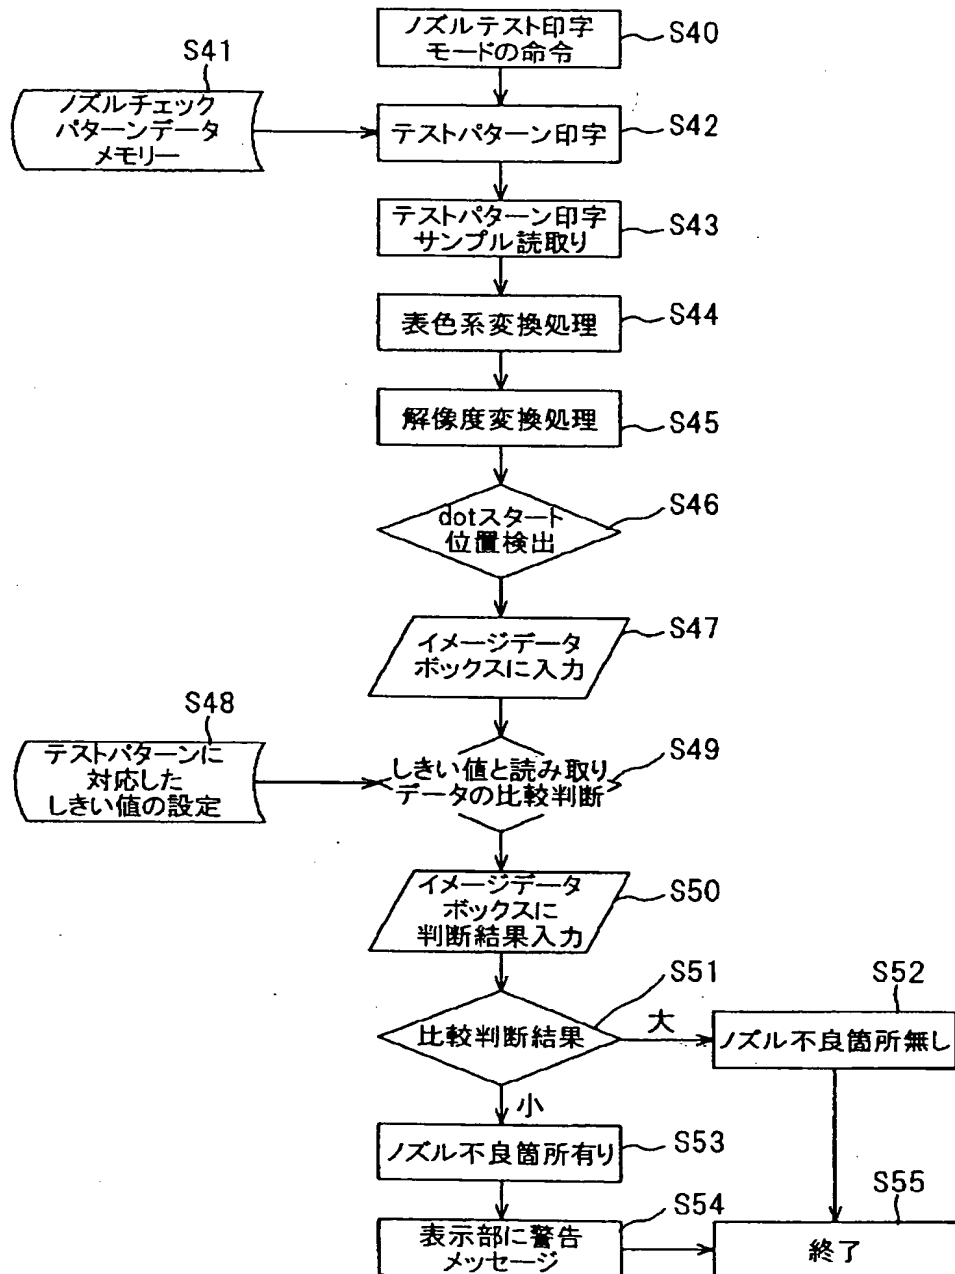 ノズルテスト印字
モードの命令
S40
S41
ノズルチェック
パターンデータ
メモリー
テストパターン印字
S42
テストパターン印字
サンプル読取り
S43
表色系変換処理
S44
解像度変換処理
S45
dotスタート
位置検出
S46
イメージデータ
ボックスに入力
S47
S48
テストパターンに
対応した
しきい値の設定
しきい値と読み取り
データの比較判断
S49
イメージデータ
ボックスに
判断結果入力
S50
比較判断結果
S51
大
S52
ノズル不良箇所無し
小
ノズル不良箇所有り
S53
表示部に警告
メッセージ
S54
S55
終了